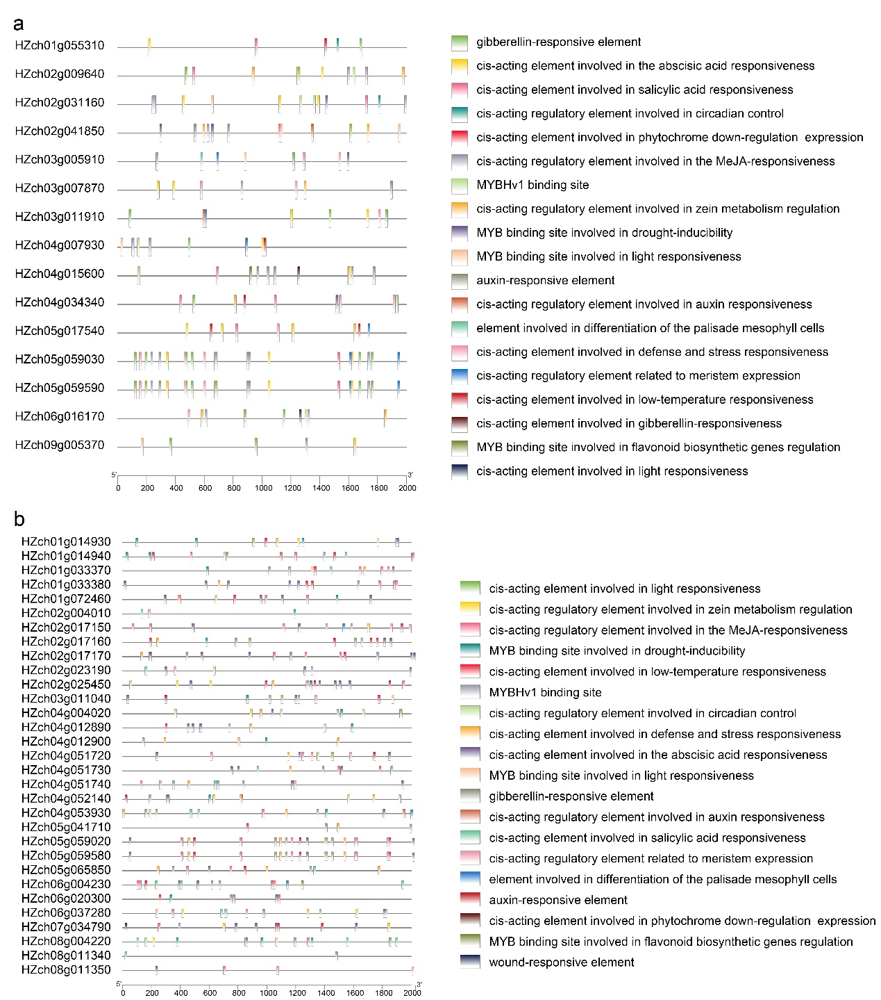 a
HZch01g055310
HZch02g009640
HZch02g031160
HZch02g041850
HZch03g005910
HZch03g007870
HZch03g011910
HZch04g007930
HZch04g015600
HZch04g034340
HZch05g017540
HZch05g059030
HZch05g059590
HZch06g016170
HZch09g005370
5' 3'
0 200 400 600 800 1000 1200 1400 1600 1800 2000
gibberellin-responsive element
cis-acting element involved in the abscisic acid responsiveness
cis-acting element involved in salicylic acid responsiveness
cis-acting regulatory element involved in circadian control
cis-acting element involved in phytochrome down-regulation expression
cis-acting regulatory element involved in the MeJA-responsiveness
MYBHv1 binding site
cis-acting regulatory element involved in zein metabolism regulation
MYB binding site involved in drought-inducibility
MYB binding site involved in light responsiveness
auxin-responsive element
cis-acting regulatory element involved in auxin responsiveness
element involved in differentiation of the palisade mesophyll cells
cis-acting element involved in defense and stress responsiveness
cis-acting regulatory element related to meristem expression
cis-acting element involved in low-temperature responsiveness
cis-acting element involved in gibberellin-responsiveness
MYB binding site involved in flavonoid biosynthetic genes regulation
cis-acting element involved in light responsiveness
b
HZch01g014930
HZch01g014940
HZch01g033370
HZch01g033380
HZch01g072460
HZch02g004010
HZch02g017150
HZch02g017160
HZch02g017170
HZch02g023190
HZch02g025450
HZch03g011040
HZch04g004020
HZch04g012890
HZch04g012900
HZch04g051720
HZch04g051730
HZch04g051740
HZch04g052140
HZch04g053930
HZch05g041710
HZch05g059020
HZch05g059580
HZch05g065850
HZch06g004230
HZch06g020300
HZch06g037280
HZch07g034790
HZch08g004220
HZch08g011340
HZch08g011350
5' 3'
0 200 400 600 800 1000 1200 1400 1600 1800 2000
cis-acting element involved in light responsiveness
cis-acting regulatory element involved in zein metabolism regulation
cis-acting regulatory element involved in the MeJA-responsiveness
MYB binding site involved in drought-inducibility
cis-acting element involved in low-temperature responsiveness
MYBHv1 binding site
cis-acting regulatory element involved in circadian control
cis-acting element involved in defense and stress responsiveness
cis-acting element involved in the abscisic acid responsiveness
MYB binding site involved in light responsiveness
gibberellin-responsive element
cis-acting regulatory element involved in auxin responsiveness
cis-acting element involved in salicylic acid responsiveness
cis-acting regulatory element related to meristem expression
element involved in differentiation of the palisade mesophyll cells
auxin-responsive element
cis-acting element involved in phytochrome down-regulation expression
MYB binding site involved in flavonoid biosynthetic genes regulation
wound-responsive element